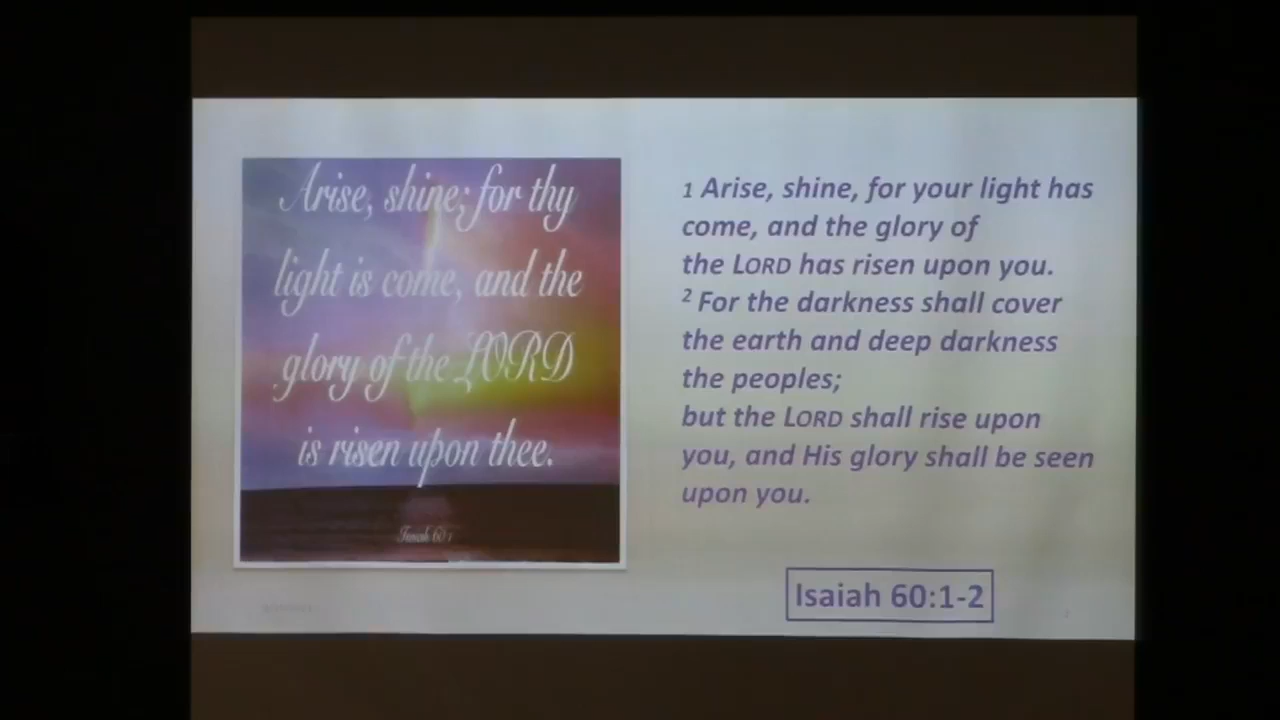 Arise, shine; for thy
light is come, and the
glory of the LORD
is risen upon thee.
Isaiah 60:1
1 Arise, shine, for your light has
come, and the glory of
the LORD has risen upon you.
2 For the darkness shall cover
the earth and deep darkness
the peoples;
but the LORD shall rise upon
you, and His glory shall be seen
upon you.
Isaiah 60:1-2